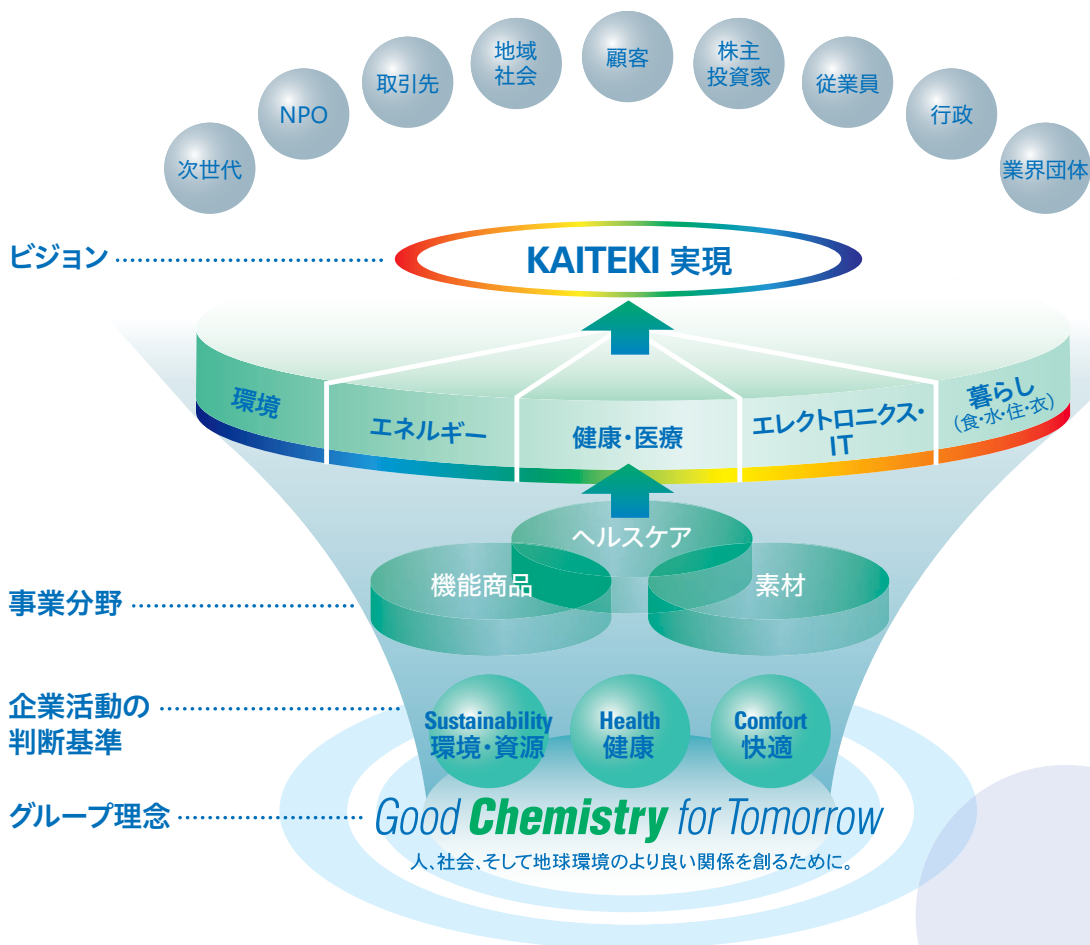 次世代
NPO
取引先
地域
社会
顧客
株主
投資家
従業員
行政
業界団体
ビジョン
KAITEKI 実現
環境
エネルギー
健康・医療
エレクトロニクス・
IT
暮らし
（食・水・住・衣）
ヘルスケア
機能商品
素材
事業分野
企業活動の
判断基準
Sustainability
環境・資源
Health
健康
Comfort
快適
グループ理念
Good Chemistry for Tomorrow
人、社会、そして地球環境のより良い関係を創るために。